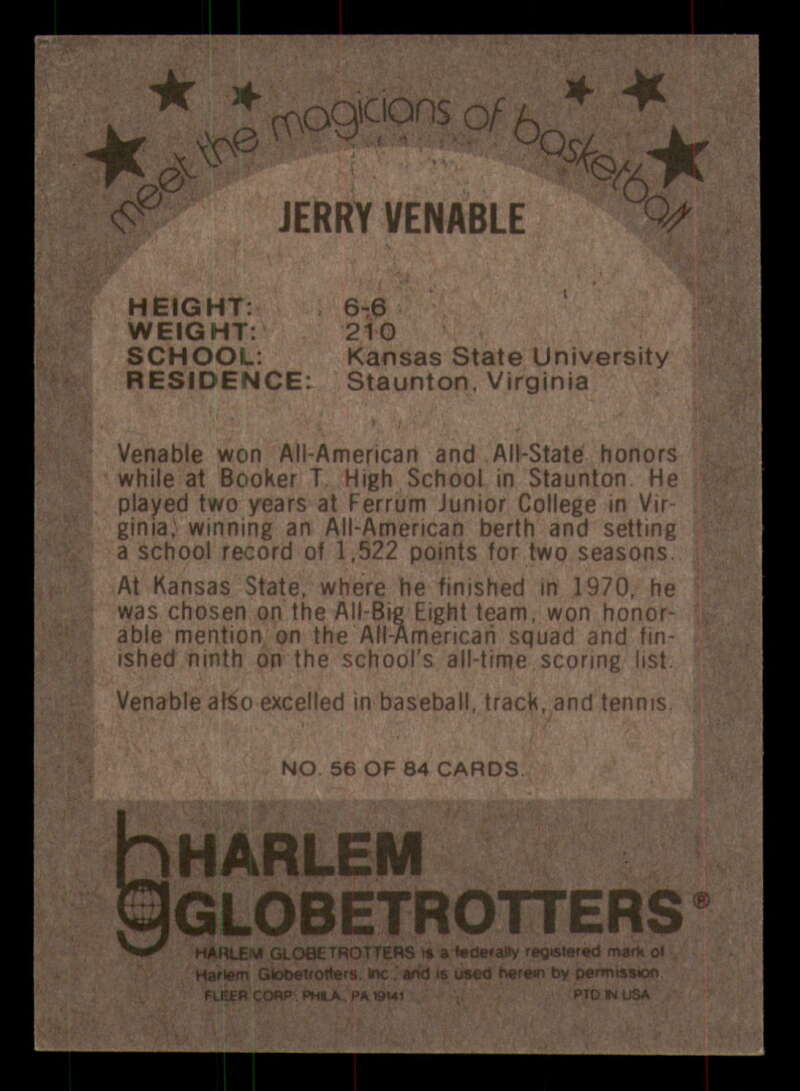 meet the magicians of basketball
JERRY VENABLE
HEIGHT: 6-6
WEIGHT: 210
SCHOOL: Kansas State University
RESIDENCE: Staunton, Virginia
Venable won All-American and All-State honors
while at Booker T. High School in Staunton. He
played two years at Ferrum Junior College in Vir-
ginia, winning an All-American berth and setting
a school record of 1,522 points for two seasons.
At Kansas State, where he finished in 1970, he
was chosen on the All-Big Eight team, won honor-
able mention on the All-American squad and fin-
ished ninth on the school's all-time scoring list.
Venable also excelled in baseball, track, and tennis.
NO. 56 OF 84 CARDS.
hg HARLEM
GLOBETROTTERS®
HARLEM GLOBETROTTERS is a federally registered mark of
Harlem Globetrotters, Inc., and is used herein by permission.
FLEER CORP. PHILA., PA 19141 PTD IN USA